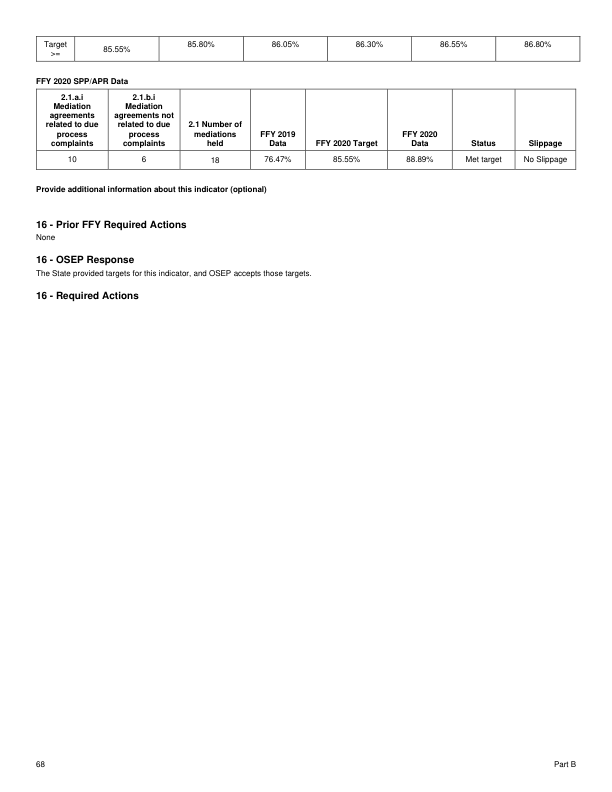 Target >= 85.55% 85.80% 86.05% 86.30% 86.55% 86.80%
FFY 2020 SPP/APR Data
2.1.a.i Mediation agreements related to due process complaints
2.1.b.i Mediation agreements not related to due process complaints
2.1 Number of mediations held
FFY 2019 Data
FFY 2020 Target
FFY 2020 Data
Status
Slippage
10 6 18 76.47% 85.55% 88.89% Met target No Slippage
Provide additional information about this indicator (optional)
16 - Prior FFY Required Actions
None
16 - OSEP Response
The State provided targets for this indicator, and OSEP accepts those targets.
16 - Required Actions
68 Part B